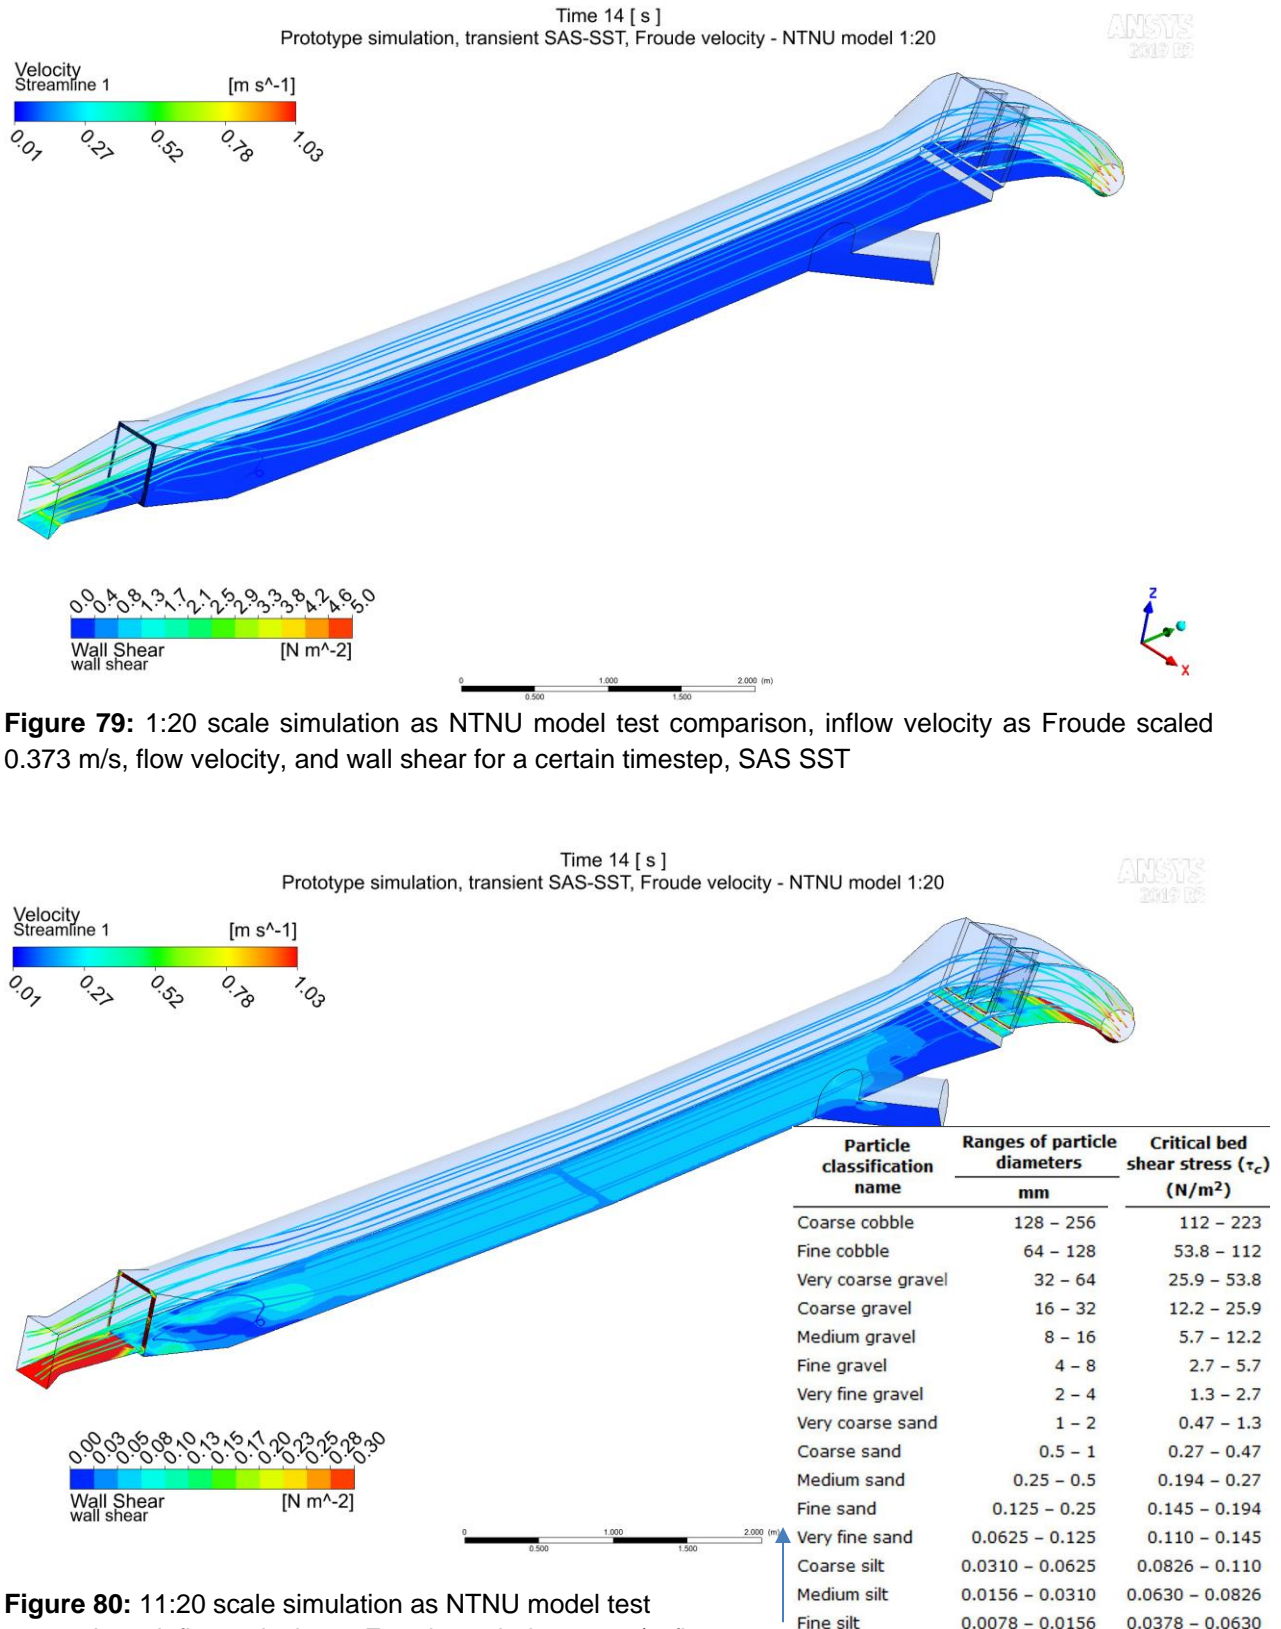 Time 14 [ s ]
Prototype simulation, transient SAS-SST, Froude velocity - NTNU model 1:20
ANSYS
2019 R3
Velocity
Streamline 1
[m s^-1]
0.01 0.27 0.52 0.78 1.03
0.0 0.4 0.8 1.3 1.7 2.1 2.5 2.9 3.3 3.8 4.2 4.6 5.0
Wall Shear
wall shear
[N m^-2]
0 1.000 2.000 (m)
0.500 1.500
Z
X
Figure 79: 1:20 scale simulation as NTNU model test comparison, inflow velocity as Froude scaled
0.373 m/s, flow velocity, and wall shear for a certain timestep, SAS SST
Time 14 [ s ]
Prototype simulation, transient SAS-SST, Froude velocity - NTNU model 1:20
ANSYS
2019 R3
Velocity
Streamline 1
[m s^-1]
0.01 0.27 0.52 0.78 1.03
0.00 0.03 0.05 0.08 0.10 0.13 0.15 0.17 0.20 0.23 0.25 0.28 0.30
Wall Shear
wall shear
[N m^-2]
0 1.000 2.000 (m)
0.500 1.500
Particle classification name Ranges of particle diameters Critical bed shear stress (τc)
mm (N/m²)
Coarse cobble 128 – 256 112 – 223
Fine cobble 64 – 128 53.8 – 112
Very coarse gravel 32 – 64 25.9 – 53.8
Coarse gravel 16 – 32 12.2 – 25.9
Medium gravel 8 – 16 5.7 – 12.2
Fine gravel 4 – 8 2.7 – 5.7
Very fine gravel 2 – 4 1.3 – 2.7
Very coarse sand 1 – 2 0.47 – 1.3
Coarse sand 0.5 – 1 0.27 – 0.47
Medium sand 0.25 – 0.5 0.194 – 0.27
Fine sand 0.125 – 0.25 0.145 – 0.194
Very fine sand 0.0625 – 0.125 0.110 – 0.145
Coarse silt 0.0310 – 0.0625 0.0826 – 0.110
Medium silt 0.0156 – 0.0310 0.0630 – 0.0826
Fine silt 0.0078 – 0.0156 0.0378 – 0.0630
Figure 80: 11:20 scale simulation as NTNU model test